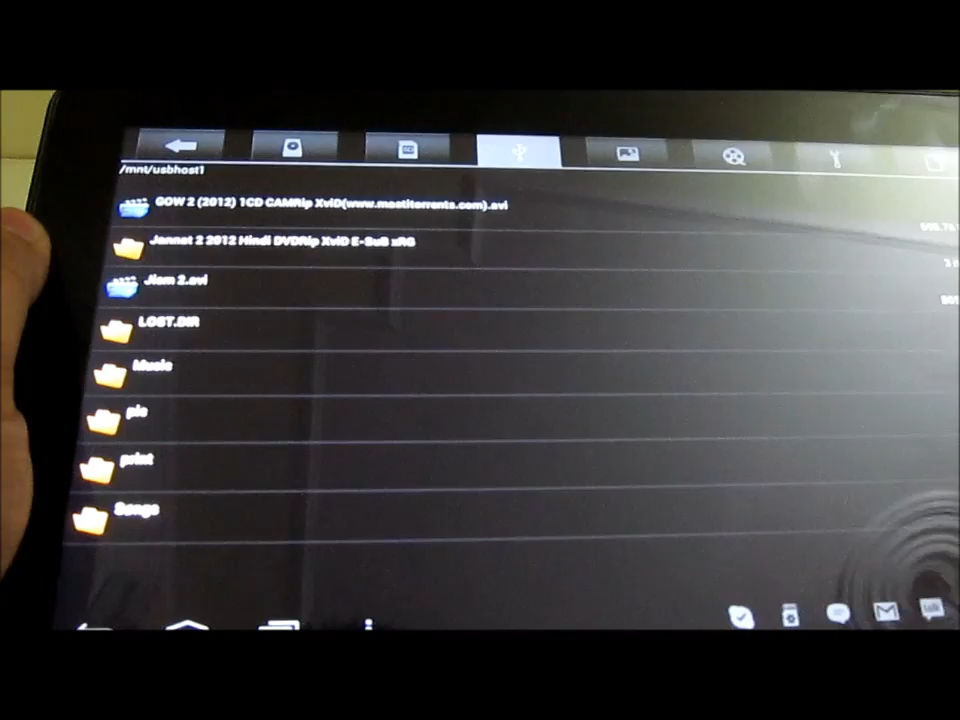 /mnt/usbhost1
GOW 2 (2012) 1CD CAMRip XviD(www.mastitorrents.com).avi
Jannat 2 2012 Hindi DVDRip XviD E-SuB xRG
Jism 2.avi
LOST.DIR
Music
pic
print
Songs
talk